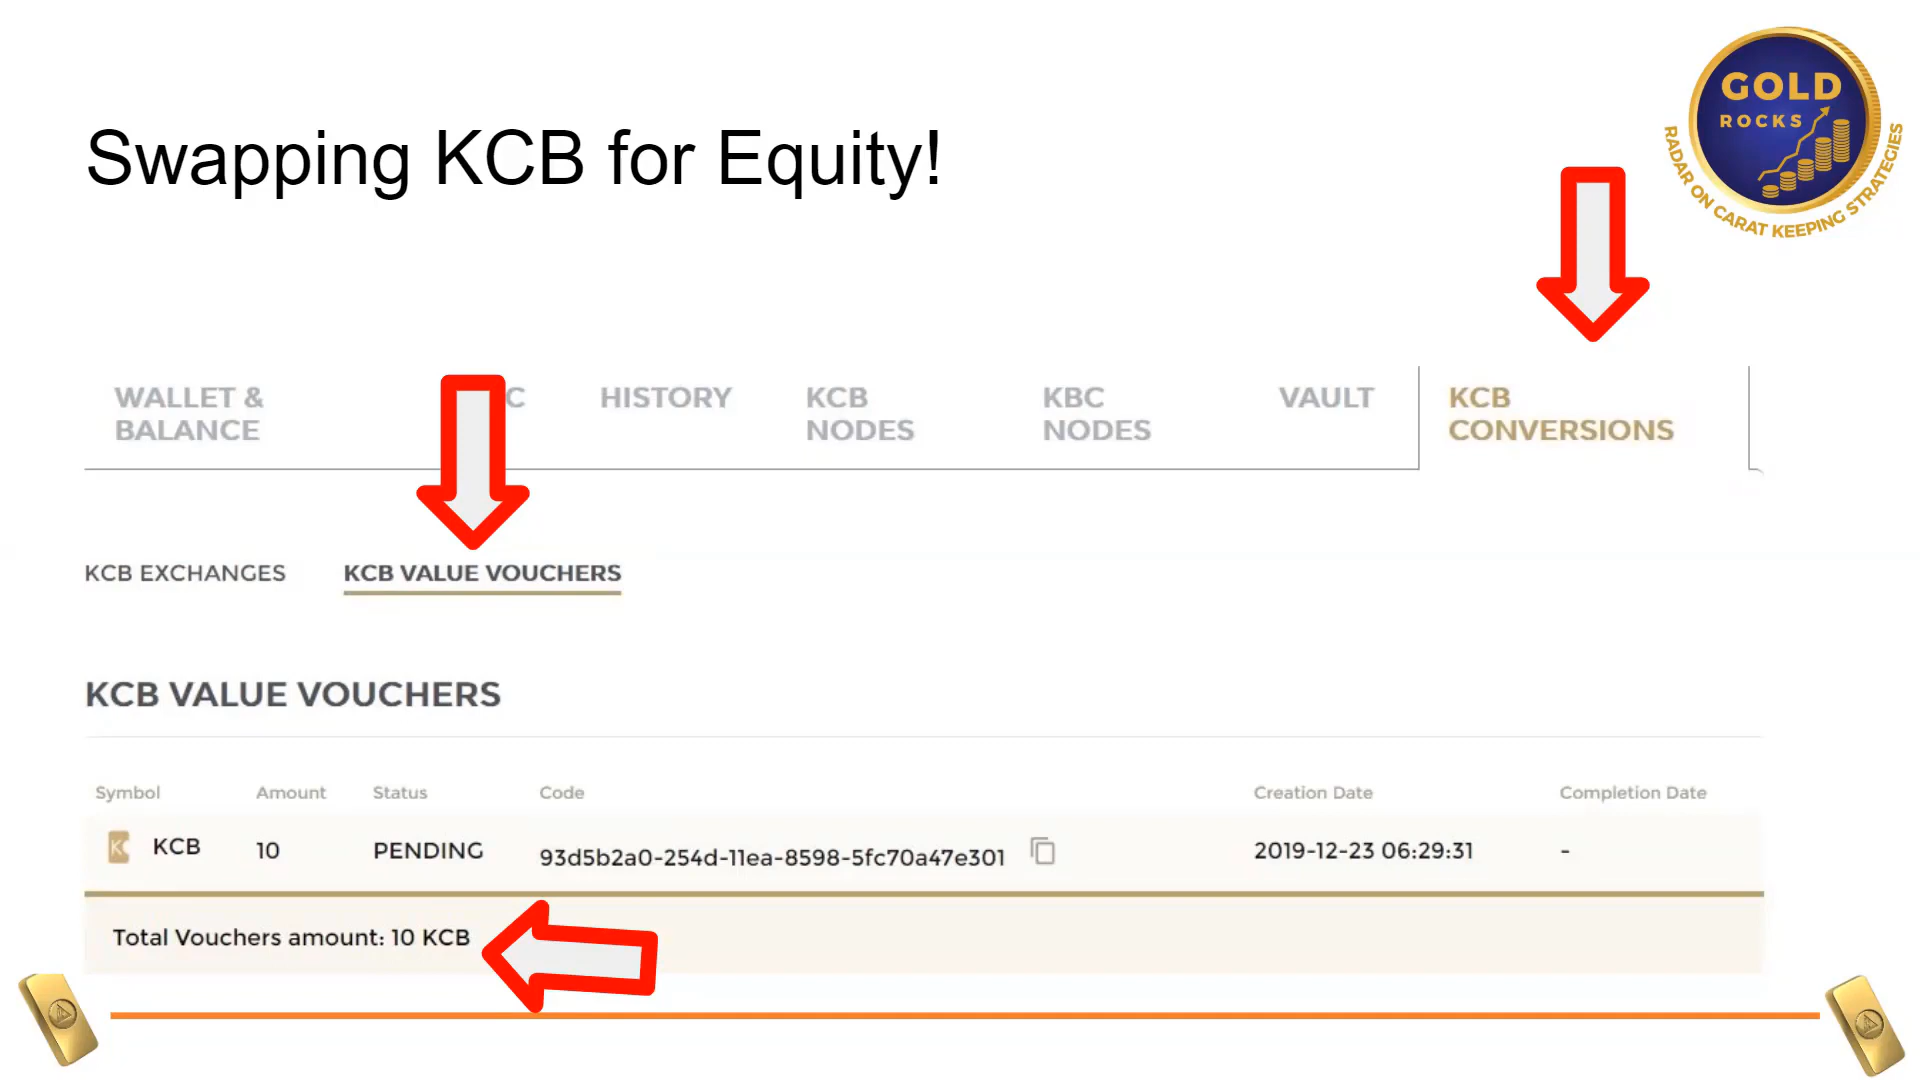 GOLD
ROCKS
RADAR ON CARAT KEEPING STRATEGIES
Swapping KCB for Equity!
WALLET &
BALANCE
C
HISTORY
KCB
NODES
KBC
NODES
VAULT
KCB
CONVERSIONS
KCB EXCHANGES
KCB VALUE VOUCHERS
KCB VALUE VOUCHERS
Symbol Amount Status Code Creation Date Completion Date
KC KCB 10 PENDING 93d5b2a0-254d-11ea-8598-5fc70a47e301 2019-12-23 06:29:31 -
Total Vouchers amount: 10 KCB